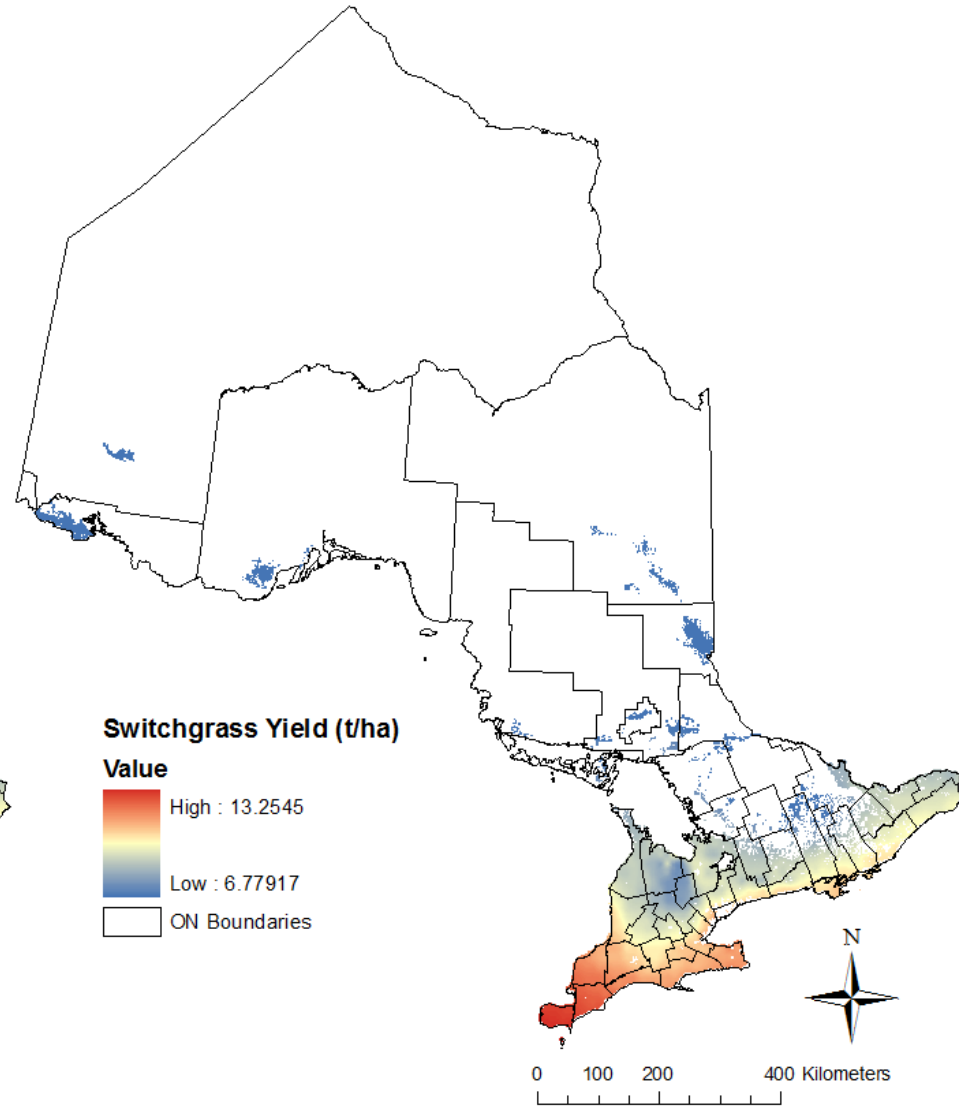 Switchgrass Yield (t/ha)
Value
High : 13.2545
Low : 6.77917
ON Boundaries
N
0 100 200 400 Kilometers